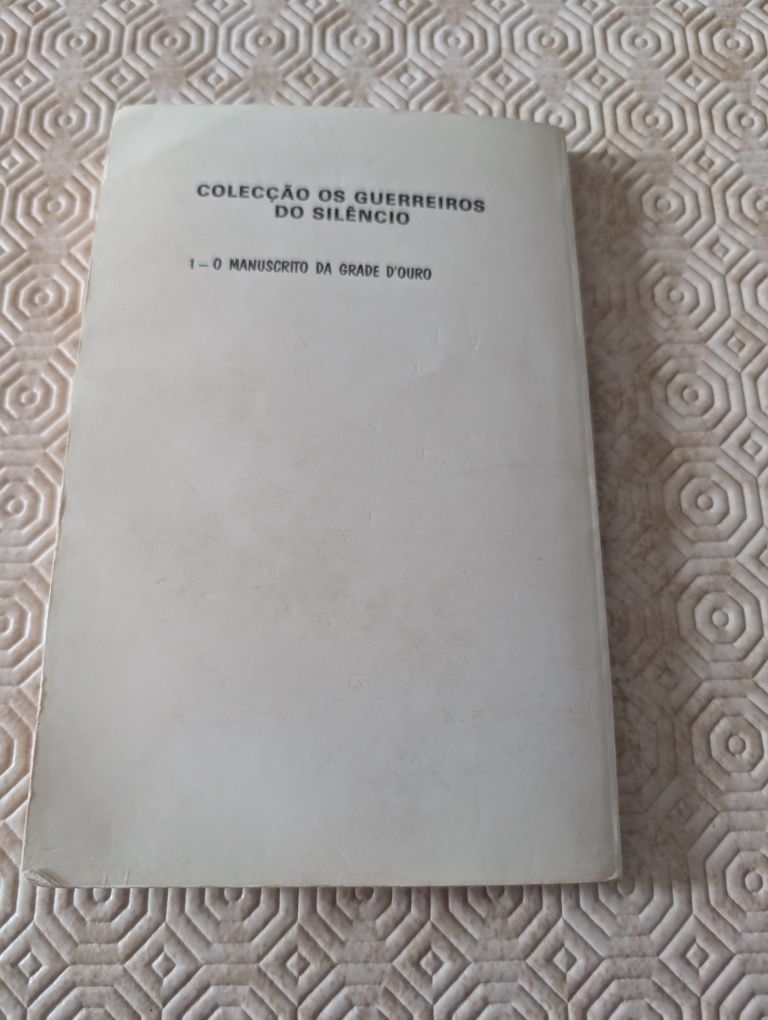 COLECÇÃO OS GUERREIROS
DO SILÊNCIO
1 – O MANUSCRITO DA GRADE D'OURO